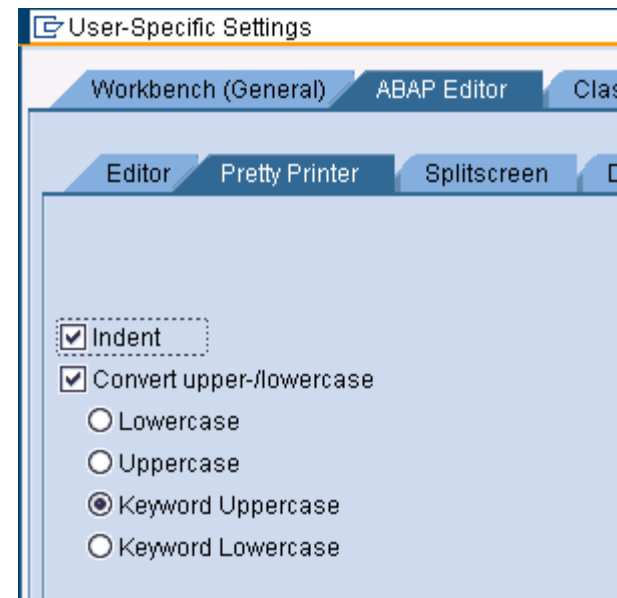 User-Specific Settings
Workbench (General) ABAP Editor Clas
Editor Pretty Printer Splitscreen D
Indent
Convert upper-/lowercase
Lowercase
Uppercase
Keyword Uppercase
Keyword Lowercase